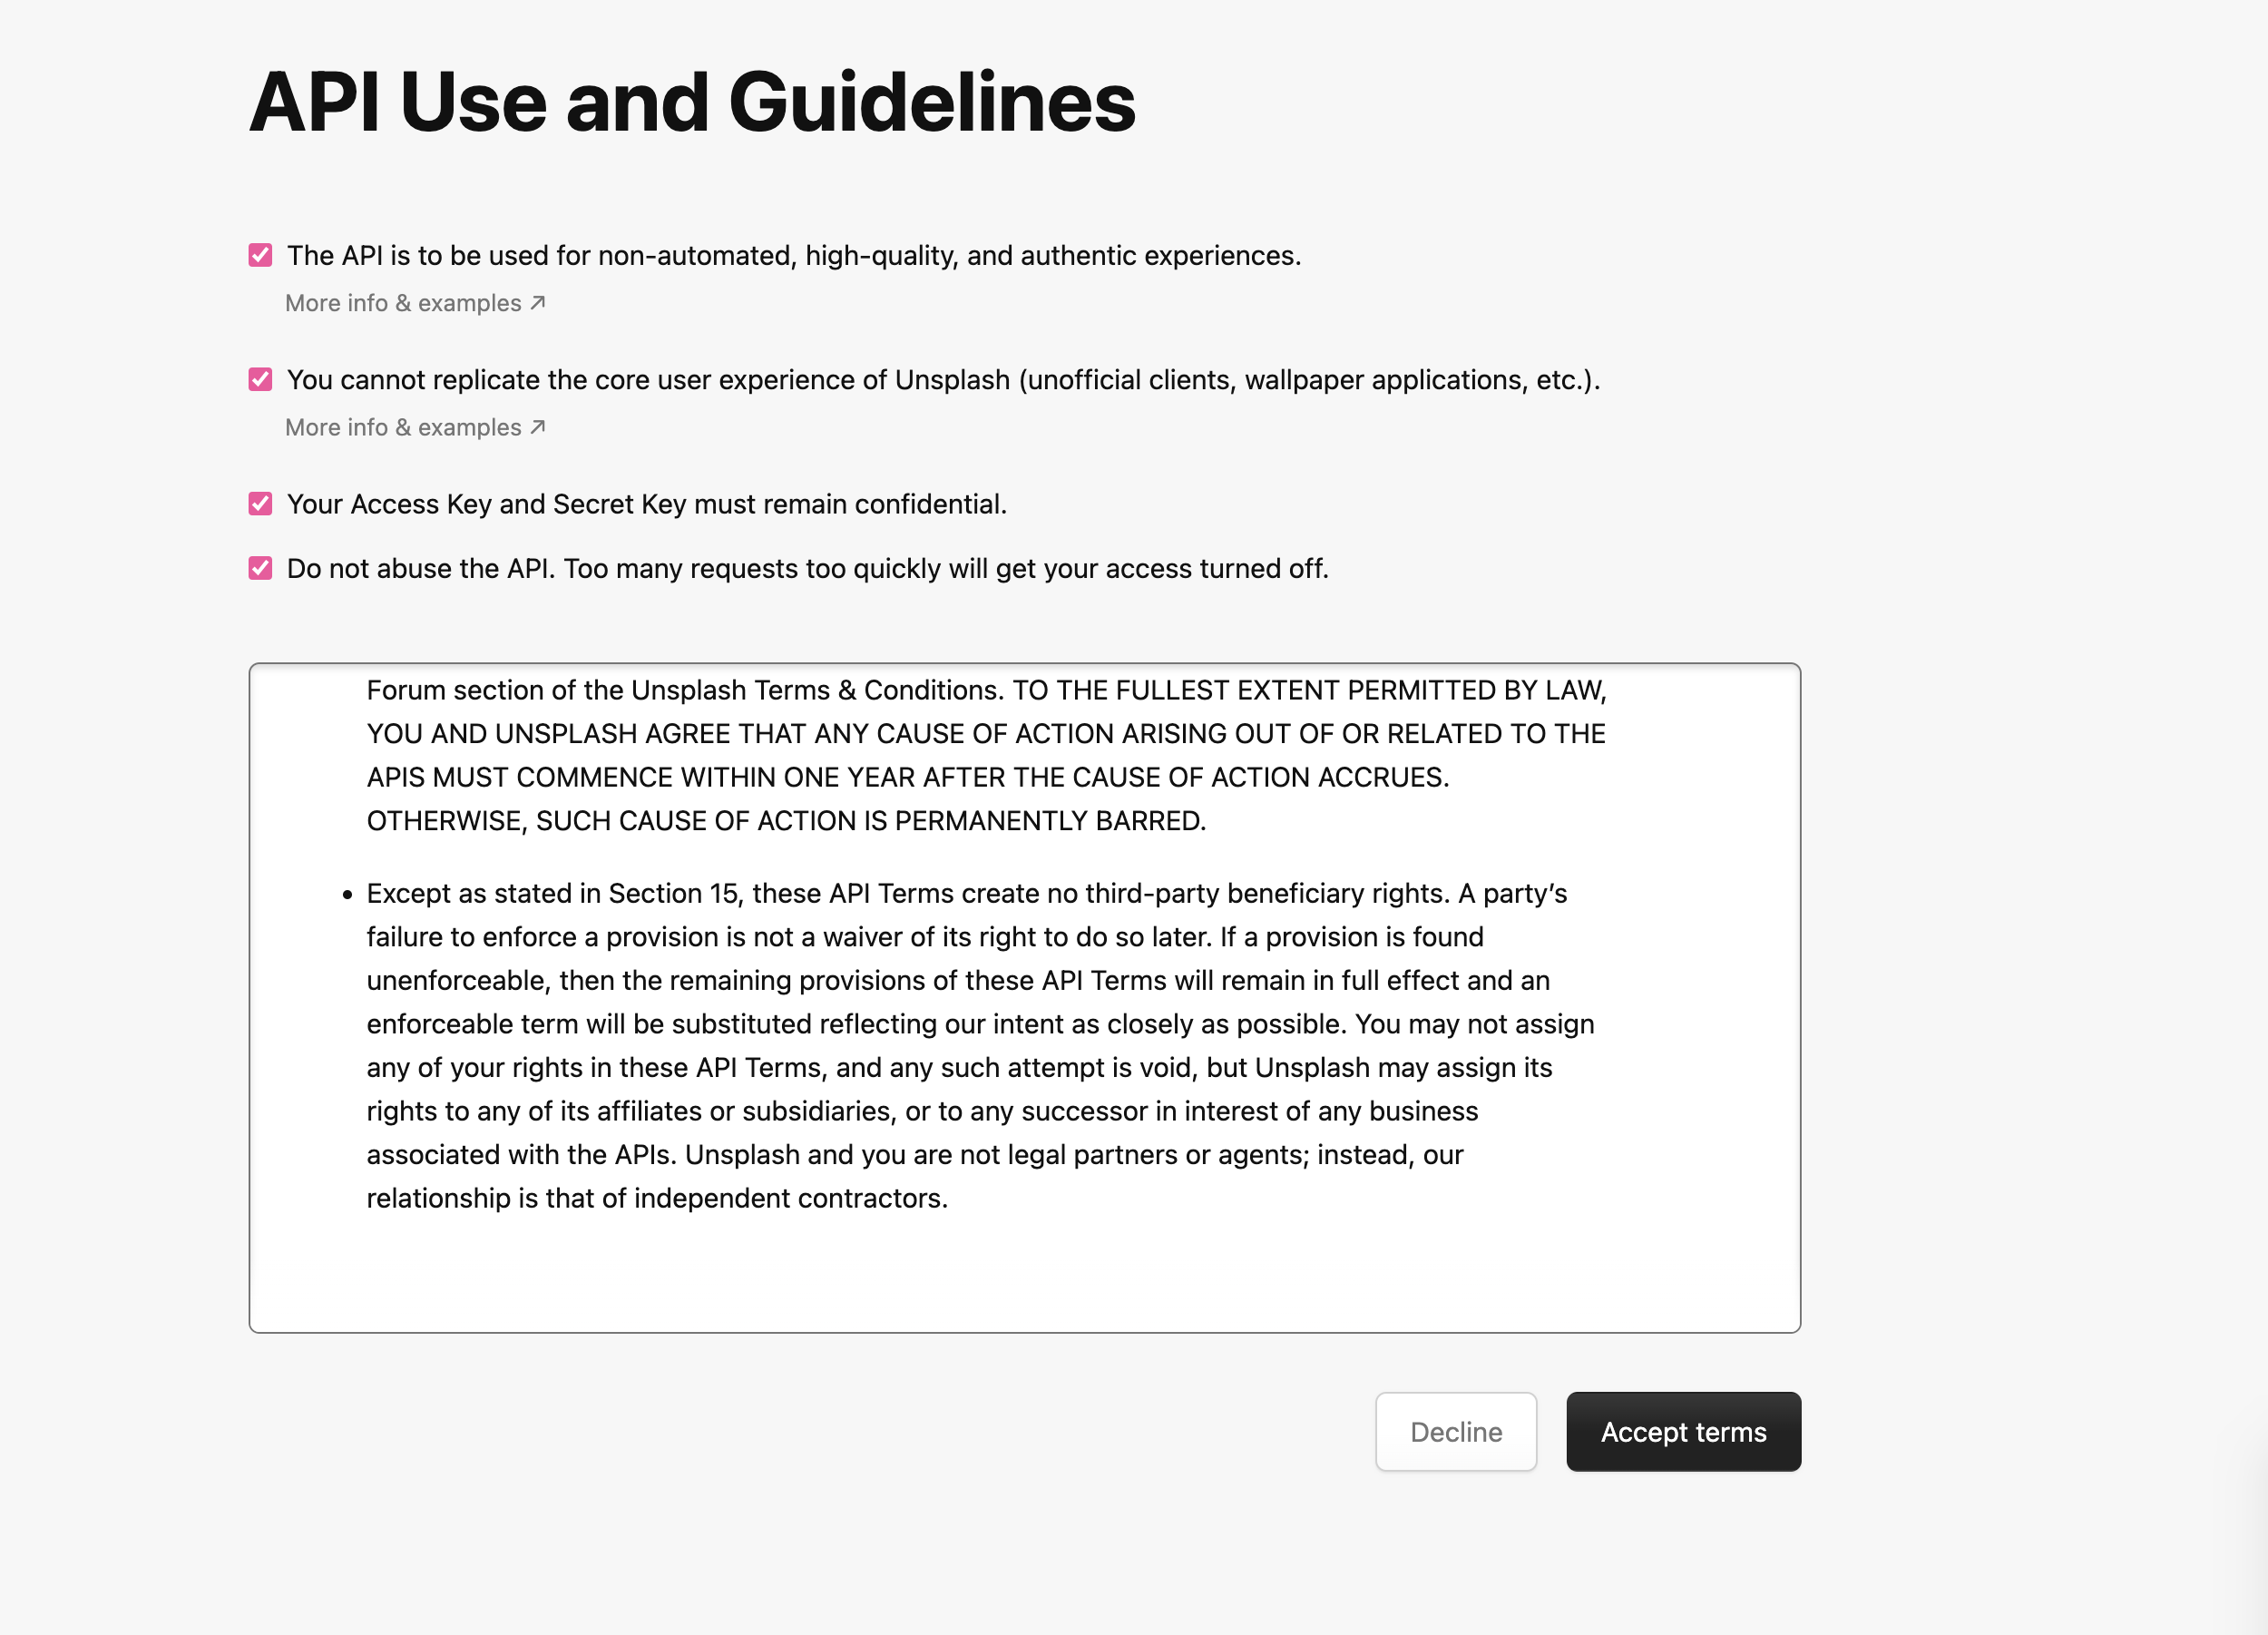 API Use and Guidelines
The API is to be used for non-automated, high-quality, and authentic experiences.
More info & examples ↗
You cannot replicate the core user experience of Unsplash (unofficial clients, wallpaper applications, etc.).
More info & examples ↗
Your Access Key and Secret Key must remain confidential.
Do not abuse the API. Too many requests too quickly will get your access turned off.
Forum section of the Unsplash Terms & Conditions. TO THE FULLEST EXTENT PERMITTED BY LAW,
YOU AND UNSPLASH AGREE THAT ANY CAUSE OF ACTION ARISING OUT OF OR RELATED TO THE
APIS MUST COMMENCE WITHIN ONE YEAR AFTER THE CAUSE OF ACTION ACCRUES.
OTHERWISE, SUCH CAUSE OF ACTION IS PERMANENTLY BARRED.
• Except as stated in Section 15, these API Terms create no third-party beneficiary rights. A party’s
failure to enforce a provision is not a waiver of its right to do so later. If a provision is found
unenforceable, then the remaining provisions of these API Terms will remain in full effect and an
enforceable term will be substituted reflecting our intent as closely as possible. You may not assign
any of your rights in these API Terms, and any such attempt is void, but Unsplash may assign its
rights to any of its affiliates or subsidiaries, or to any successor in interest of any business
associated with the APIs. Unsplash and you are not legal partners or agents; instead, our
relationship is that of independent contractors.
Decline
Accept terms